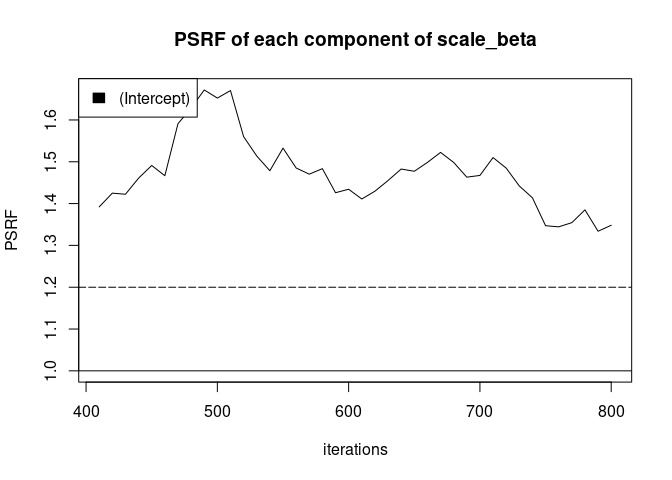 PSRF of each component of scale_beta
(Intercept)
PSRF
1.6
1.5
1.4
1.3
1.2
1.1
1.0
400 500 600 700 800
iterations